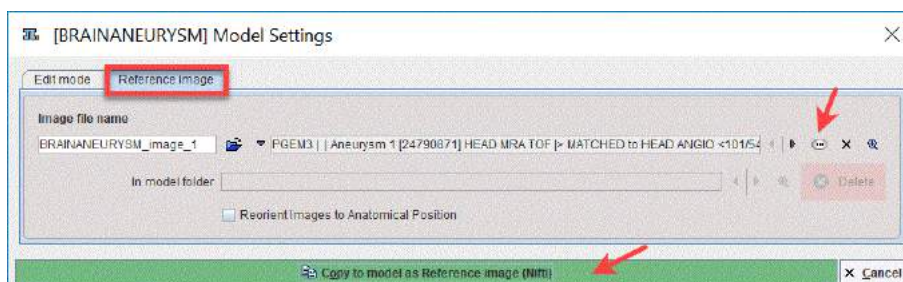 [BRAINANEURYSM] Model Settings
Edit mode Reference image
Image file name
BRAINANEURYSM_image_1 PGEM3 | | Aneurysm 1 [24790871] HEAD MRA TOF [> MATCHED to HEAD ANGIO <101/54
In model folder Delete
Reorient Images to Anatomical Position
Copy to model as Reference image (Nifti) Cancel